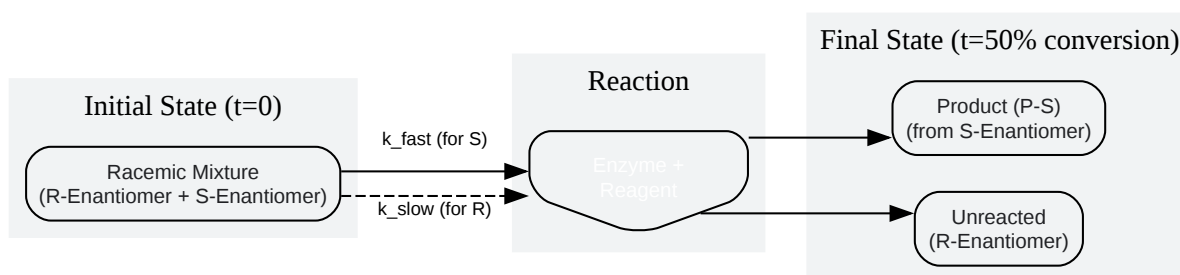 Initial State (t=0)
Racemic Mixture
(R-Enantiomer + S-Enantiomer)
k_fast (for S)
k_slow (for R)
Reaction
Enzyme +
Reagent
Final State (t=50% conversion)
Product (P-S)
(from S-Enantiomer)
Unreacted
(R-Enantiomer)